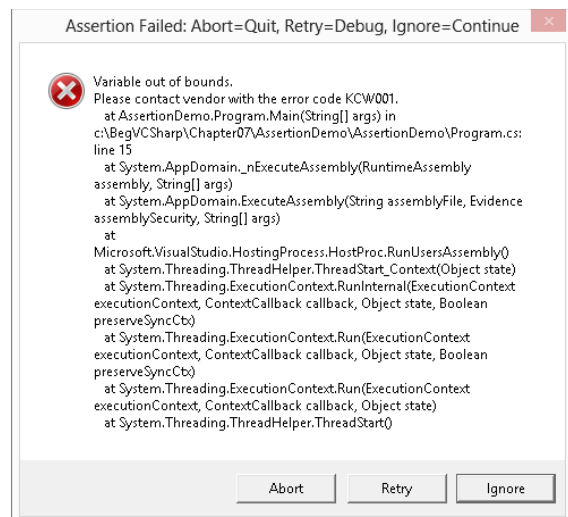 Assertion Failed: Abort=Quit, Retry=Debug, Ignore=Continue
Variable out of bounds.
Please contact vendor with the error code KCW001.
at AssertionDemo.Program.Main(String[] args) in
c:\BegVCSharp\Chapter07\AssertionDemo\AssertionDemo\Program.cs:
line 15
at System.AppDomain._nExecuteAssembly(RuntimeAssembly
assembly, String[] args)
at System.AppDomain.ExecuteAssembly(String assemblyFile, Evidence
assemblySecurity, String[] args)
at
Microsoft.VisualStudio.HostingProcess.HostProc.RunUsersAssembly()
at System.Threading.ThreadHelper.ThreadStart_Context(Object state)
at System.Threading.ExecutionContext.RunInternal(ExecutionContext
executionContext, ContextCallback callback, Object state, Boolean
preserveSyncCtx)
at System.Threading.ExecutionContext.Run(ExecutionContext
executionContext, ContextCallback callback, Object state, Boolean
preserveSyncCtx)
at System.Threading.ExecutionContext.Run(ExecutionContext
executionContext, ContextCallback callback, Object state)
at System.Threading.ThreadHelper.ThreadStart()
Abort Retry Ignore